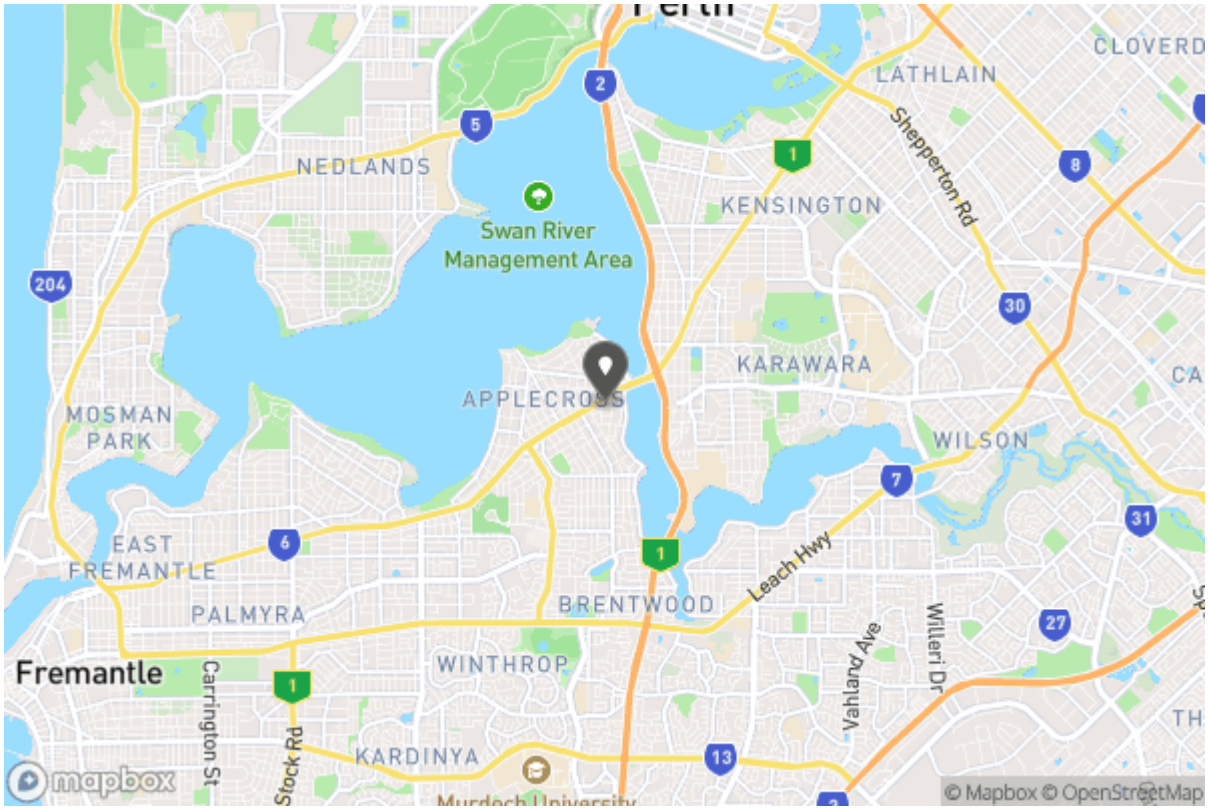 Perth
CLOVERD
LATHLAIN
2
5
NEDLANDS
1
8
Shepperton Rd
KENSINGTON
Swan River
Management Area
204
30
KARAWARA
CA
APPLECROSS
MOSMAN
PARK
WILSON
7
31
6
EAST
FREMANTLE
1
Leach Hwy
BRENTWOOD
PALMYRA
27
Willeri Dr
Vahland Ave
Fremantle
WINTHROP
1
Carrington St
Stock Rd
TH
KARDINYA
13
Murdoch University
mapbox
© Mapbox © OpenStreetMap